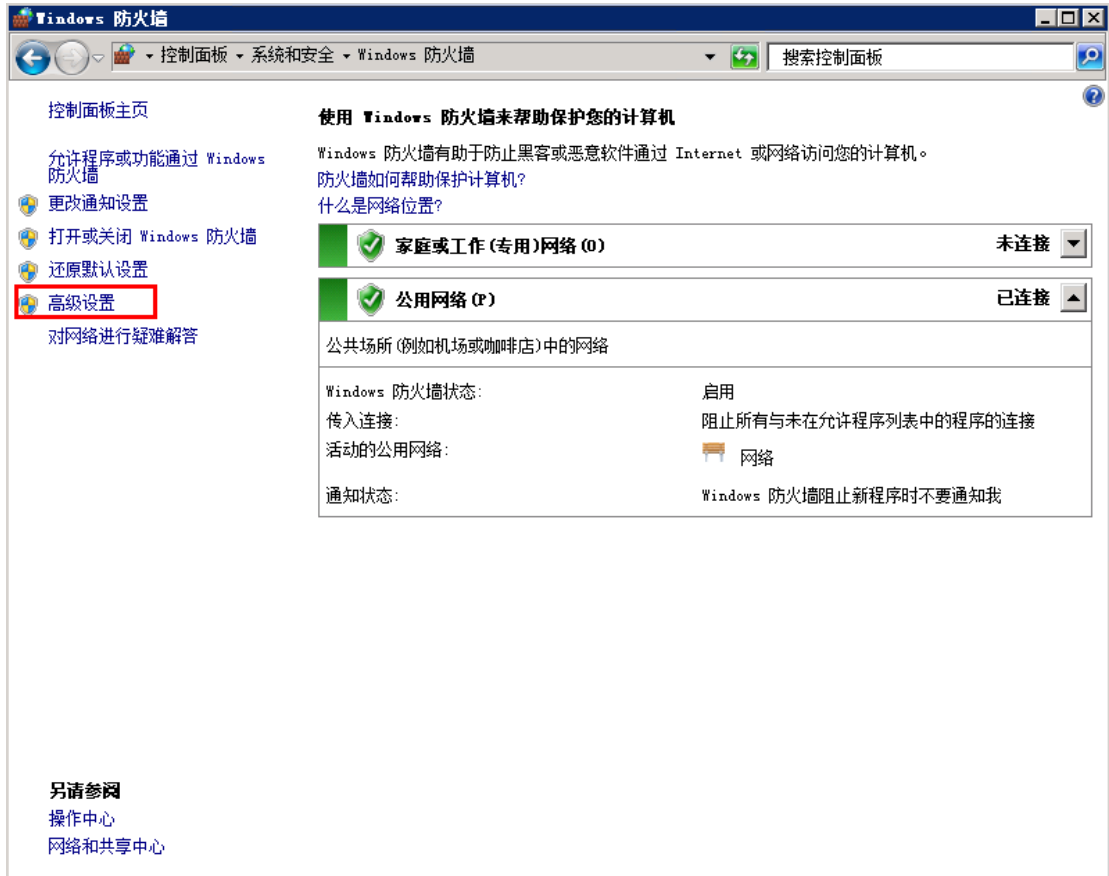 Windows 防火墙
控制面板 系统和安全 Windows 防火墙
搜索控制面板
控制面板主页
允许程序或功能通过 Windows
防火墙
更改通知设置
打开或关闭 Windows 防火墙
还原默认设置
高级设置
对网络进行疑难解答
使用 Windows 防火墙来帮助保护您的计算机
Windows 防火墙有助于防止黑客或恶意软件通过 Internet 或网络访问您的计算机。
防火墙如何帮助保护计算机?
什么是网络位置?
家庭或工作(专用)网络(O) 未连接
公用网络(P) 已连接
公共场所(例如机场或咖啡店)中的网络
Windows 防火墙状态: 启用
传入连接: 阻止所有与未在允许程序列表中的程序的连接
活动的公用网络: 网络
通知状态: Windows 防火墙阻止新程序时不要通知我
另请参阅
操作中心
网络和共享中心